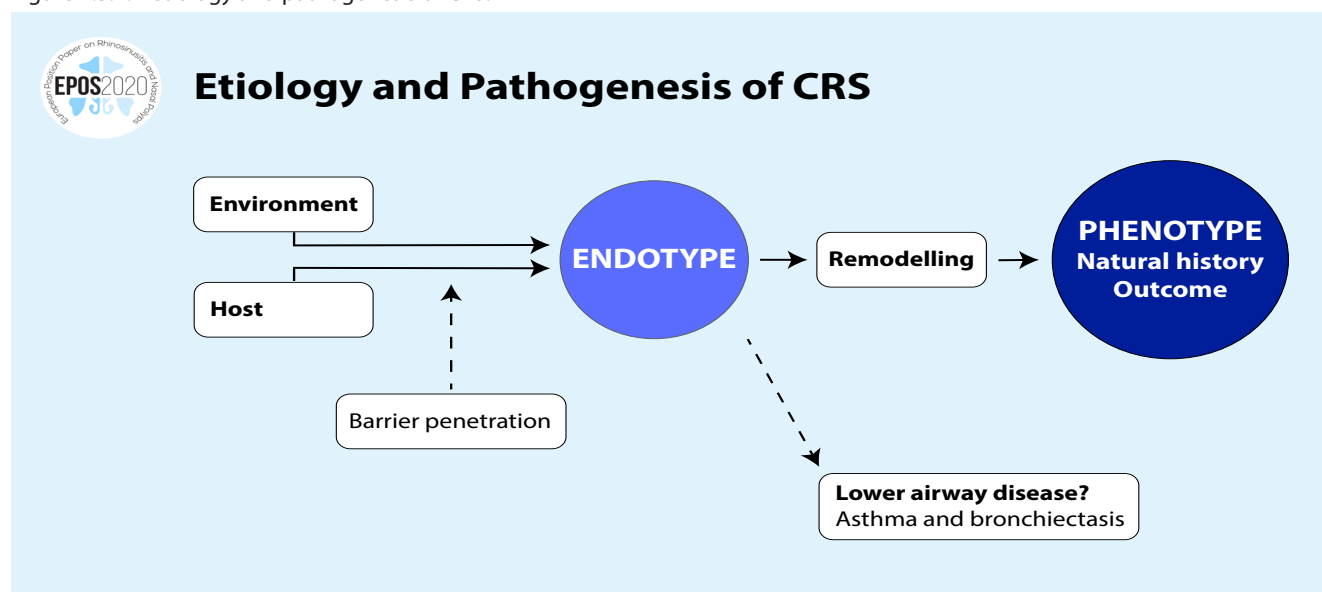 European Position Paper on Rhinosinusitis and Nasal Polyps
EPOS2020
Etiology and Pathogenesis of CRS
Environment
Host
Barrier penetration
ENDOTYPE
Remodelling
PHENOTYPE
Natural history
Outcome
Lower airway disease?
Asthma and bronchiectasis